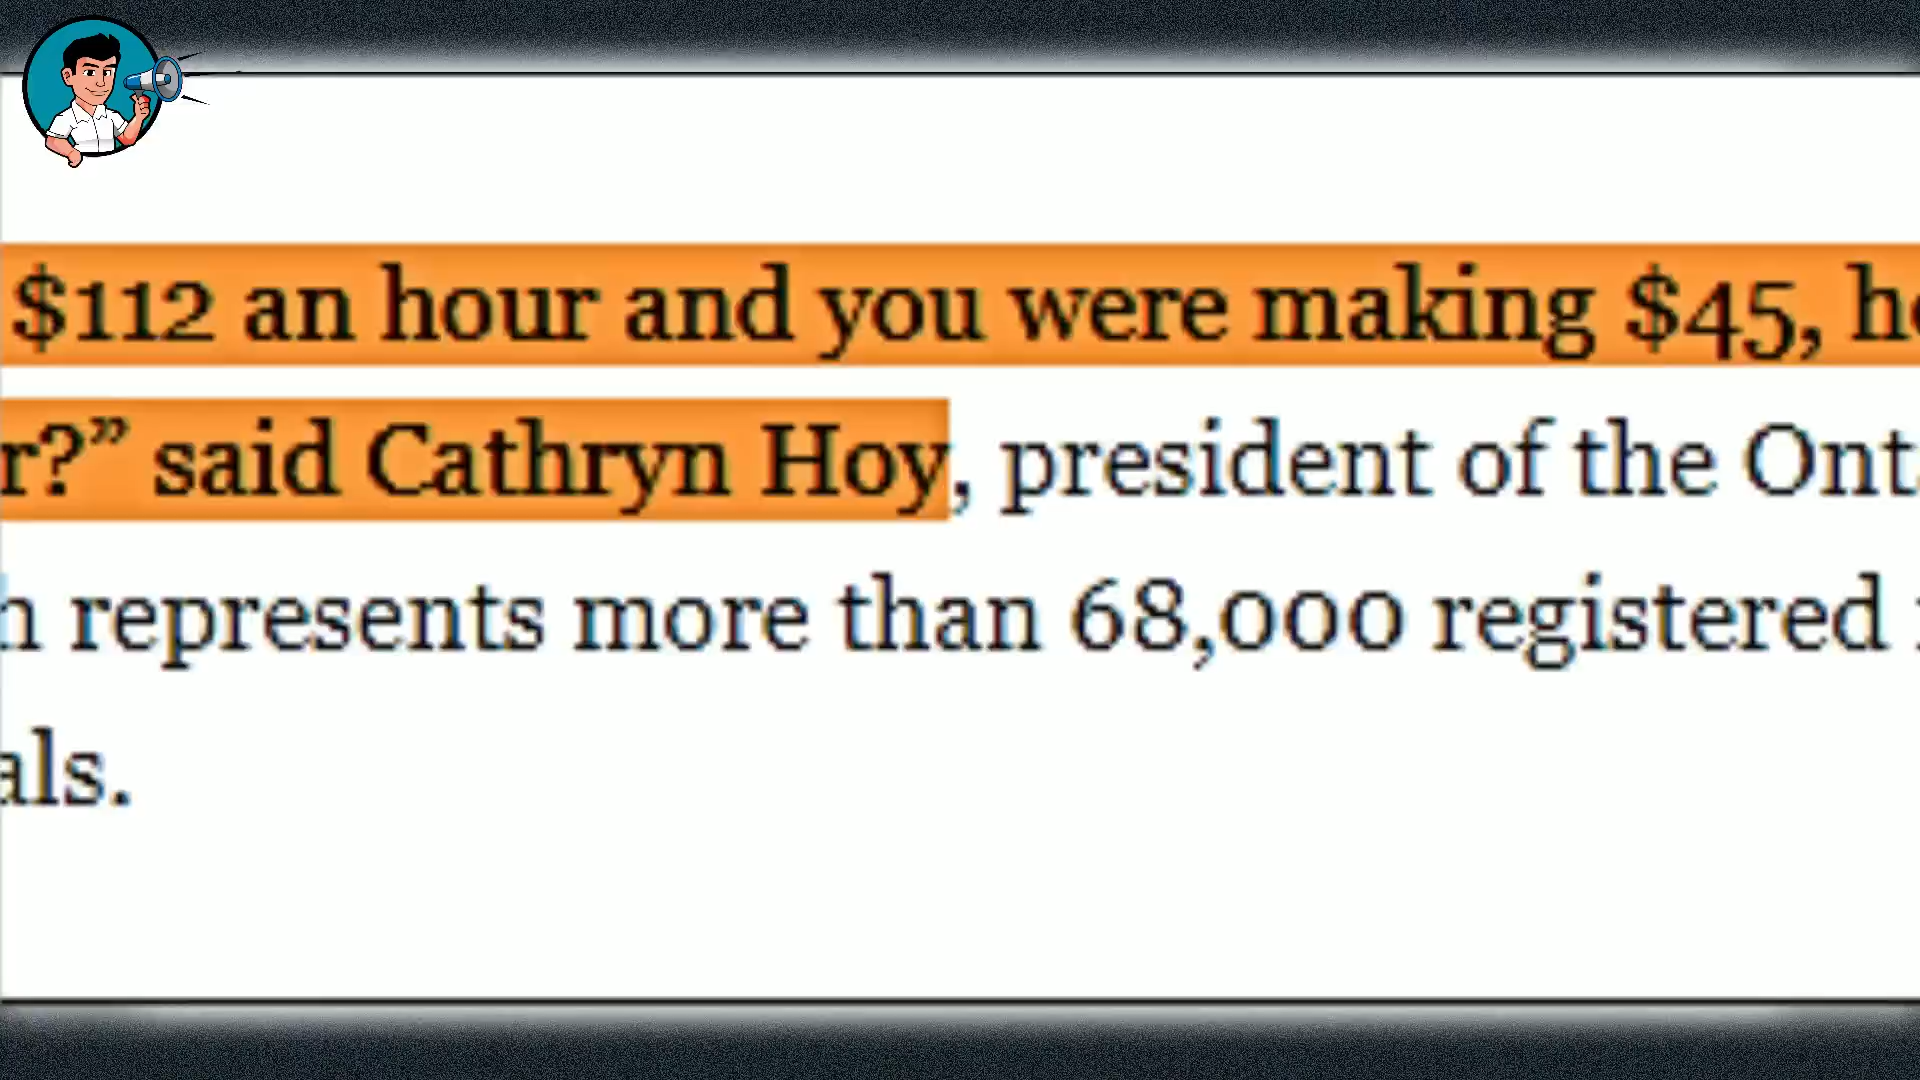 $112 an hour and you were making $45,
r?” said Cathryn Hoy, president of the
represents more than 68,000 registered
als.